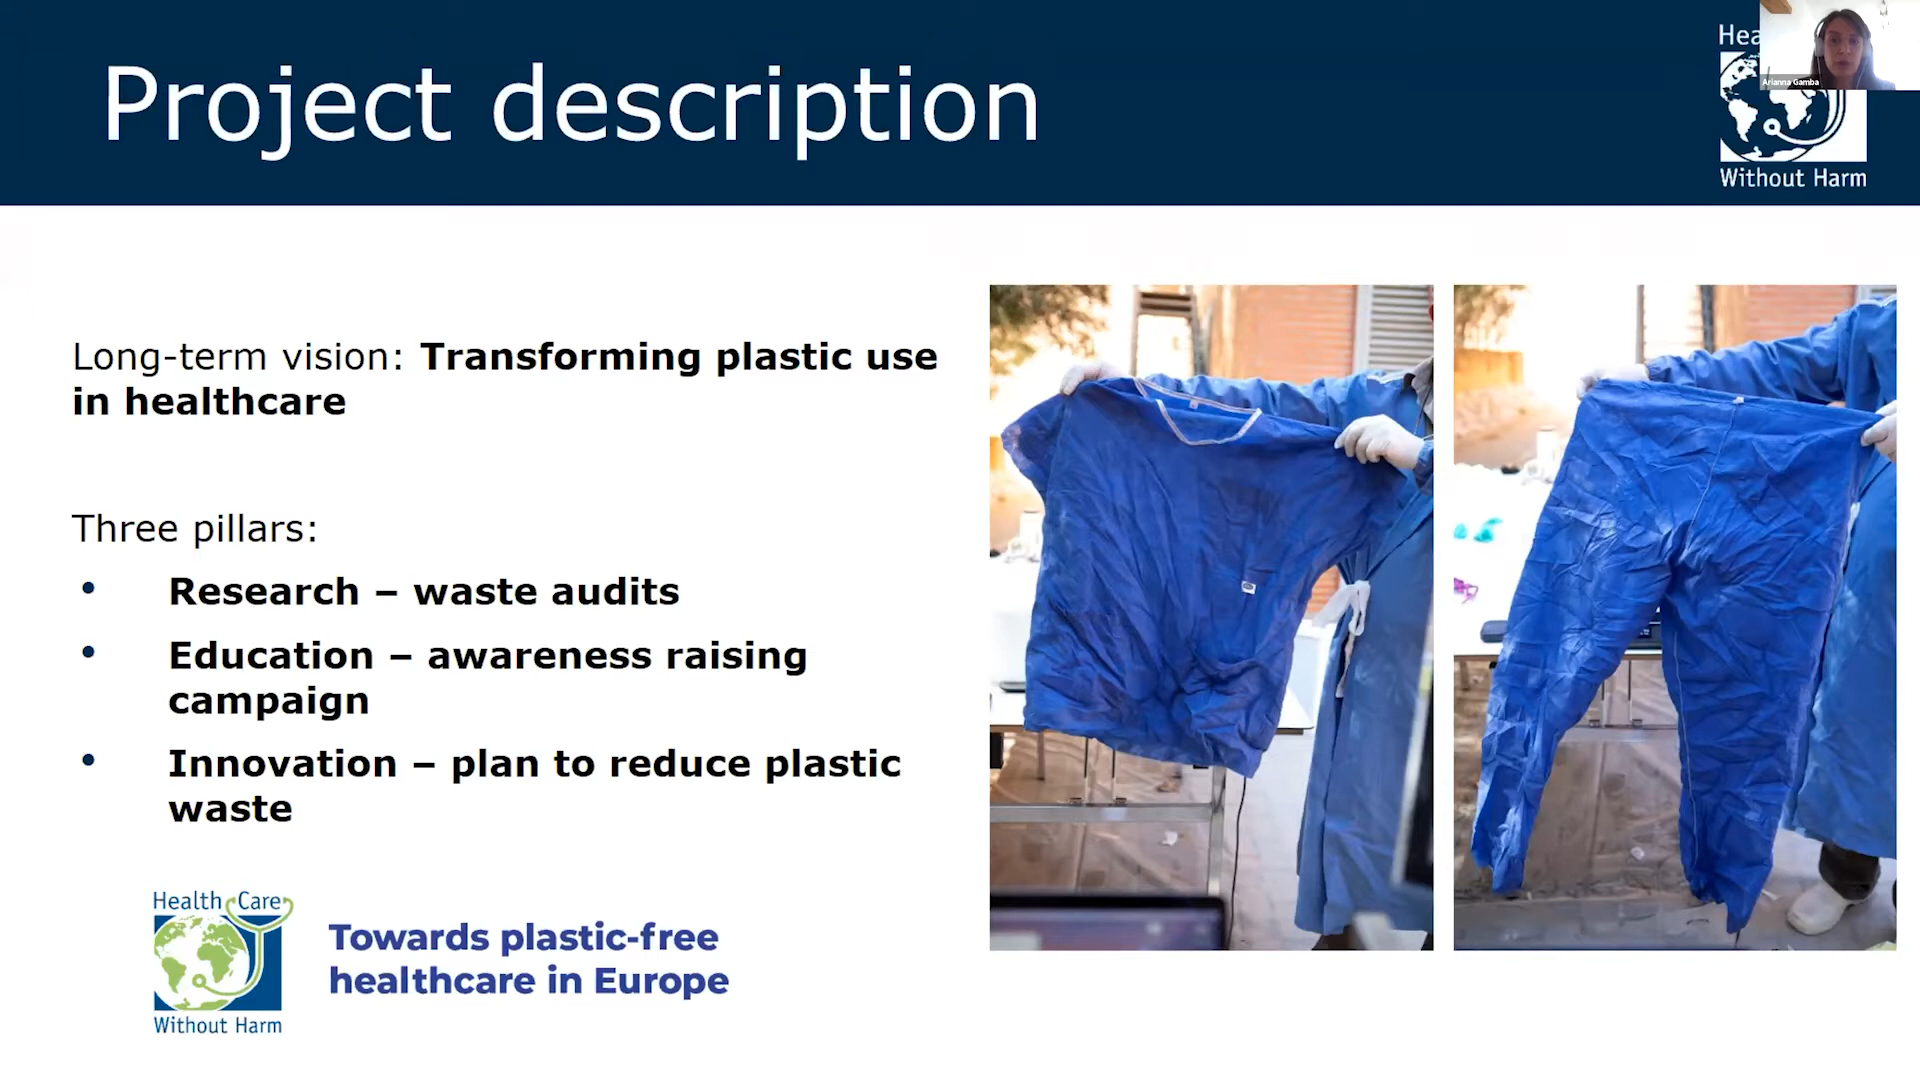 Project description
Hea
Without Harm
Arianna Gamba
Long-term vision: Transforming plastic use
in healthcare
Three pillars:
• Research – waste audits
• Education – awareness raising
campaign
• Innovation – plan to reduce plastic
waste
Health Care
Without Harm
Towards plastic-free
healthcare in Europe